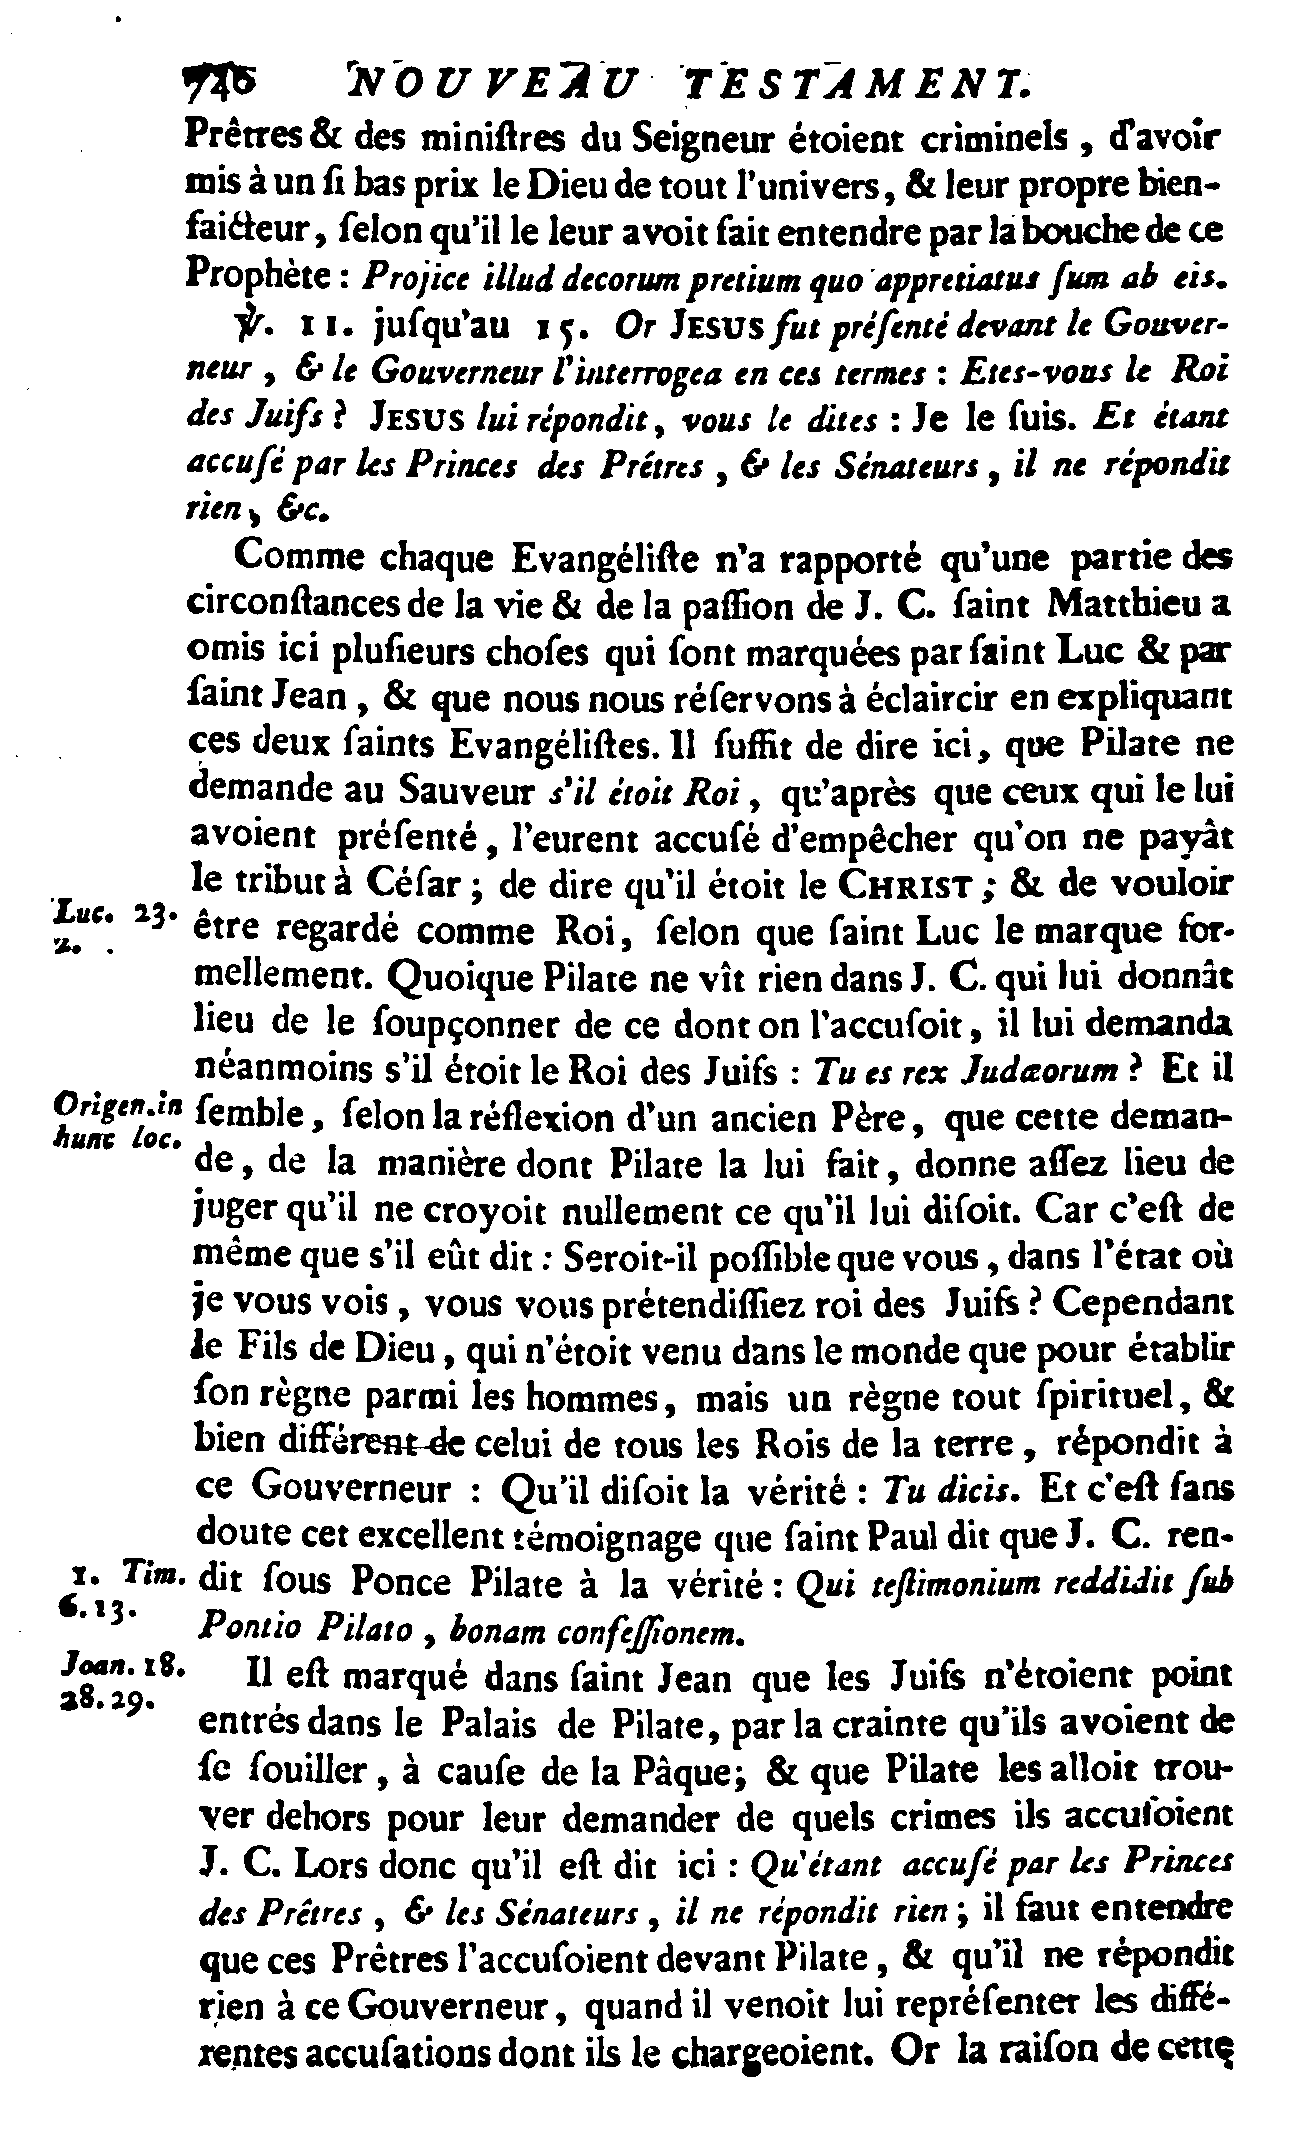 720 NOUVEAU TESTAMENT.
Prêtres & des miniſtres du Seigneur étoient criminels, d'avoir
mis à un ſi bas prix le Dieu de tout l'univers, & leur propre bien-
faicteur, ſelon qu'il le leur avoit fait entendre par la bouche de ce
Prophète : Projice illud decorum pretium quo appretiatus ſum ab eis.
℣. 11. juſqu'au 15. Or JESUS fut préſenté devant le Gouver-
neur, & le Gouverneur l'interrogea en ces termes : Etes-vous le Roi
des Juifs ? JESUS lui répondit, vous le dites : Je le ſuis. Et étant
accuſé par les Princes des Prêtres, & les Sénateurs, il ne répondit
rien, &c.
Comme chaque Evangéliſte n'a rapporté qu'une partie des
circonſtances de la vie & de la paſſion de J. C. ſaint Matthieu a
omis ici pluſieurs choſes qui ſont marquées par ſaint Luc & par
ſaint Jean, & que nous nous réſervons à éclaircir en expliquant
ces deux ſaints Evangéliſtes. Il ſuffit de dire ici, que Pilate ne
demande au Sauveur s'il étoit Roi, qu'après que ceux qui le lui
avoient préſenté, l'eurent accuſé d'empêcher qu'on ne payât
le tribut à Céſar ; de dire qu'il étoit le CHRIST ; & de vouloir
Luc. 23.
2.
être regardé comme Roi, ſelon que ſaint Luc le marque for-
mellement. Quoique Pilate ne vît rien dans J. C. qui lui donnât
lieu de le ſoupçonner de ce dont on l'accuſoit, il lui demanda
néanmoins s'il étoit le Roi des Juifs : Tu es rex Judæorum ? Et il
Origen. in
hunc loc.
ſemble, ſelon la réflexion d'un ancien Père, que cette deman-
de, de la manière dont Pilate la lui fait, donne aſſez lieu de
juger qu'il ne croyoit nullement ce qu'il lui diſoit. Car c'eſt de
même que s'il eût dit : Seroit-il poſſible que vous, dans l'état où
je vous vois, vous vous prétendiſſiez roi des Juifs ? Cependant
le Fils de Dieu, qui n'étoit venu dans le monde que pour établir
ſon règne parmi les hommes, mais un règne tout ſpirituel, &
bien différent de celui de tous les Rois de la terre, répondit à
ce Gouverneur : Qu'il diſoit la vérité : Tu dicis. Et c'eſt ſans
doute cet excellent témoignage que ſaint Paul dit que J. C. ren-
1. Tim.
6. 13.
dit ſous Ponce Pilate à la vérité : Qui teſtimonium reddidit ſub
Pontio Pilato, bonam confeſſionem.
Joan. 18.
28. 29.
Il eſt marqué dans ſaint Jean que les Juifs n'étoient point
entrés dans le Palais de Pilate, par la crainte qu'ils avoient de
ſe ſouiller, à cauſe de la Pâque; & que Pilate les alloit trou-
ver dehors pour leur demander de quels crimes ils accuſoient
J. C. Lors donc qu'il eſt dit ici : Qu'étant accuſé par les Princes
des Prêtres, & les Sénateurs, il ne répondit rien ; il faut entendre
que ces Prêtres l'accuſoient devant Pilate, & qu'il ne répondit
rien à ce Gouverneur, quand il venoit lui repréſenter les diffé-
rentes accuſations dont ils le chargeoient. Or la raiſon de cette